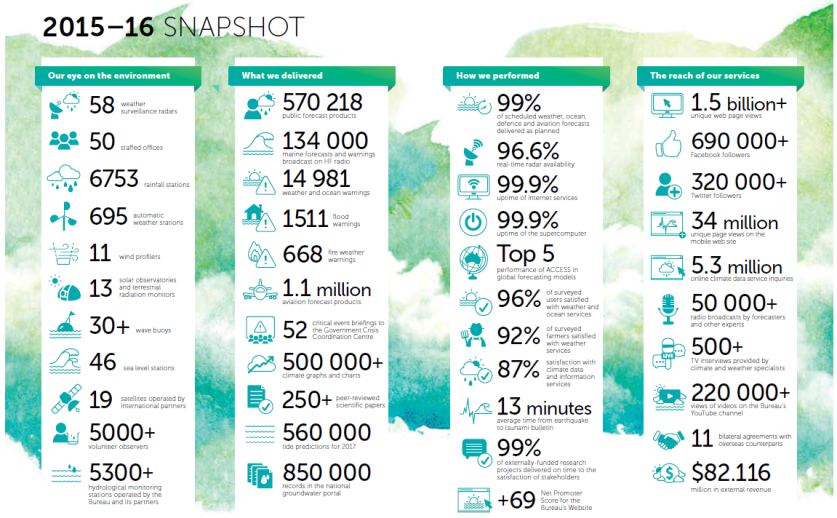 2015–16 SNAPSHOT
Our eye on the environment
58 weather
surveillance radars
50 staffed offices
6753 rainfall stations
695 automatic
weather stations
11 wind profilers
13 solar observatories
and terrestrial
radiation monitors
30+ wave buoys
46 sea level stations
19 satellites operated by
international partners
5000+
volunteer observers
5300+
hydrological monitoring
stations operated by the
Bureau and its partners
What we delivered
570 218
public forecast products
134 000
marine forecasts and warnings
broadcast on HF radio
14 981
weather and ocean warnings
1511 flood
warnings
668 fire weather
warnings
1.1 million
aviation forecast products
52 critical event briefings to
the Government Crisis
Coordination Centre
500 000+
climate graphs and charts
250+ peer-reviewed
scientific papers
560 000
tide predictions for 2017
850 000
records in the national
groundwater portal
How we performed
99%
of scheduled weather, ocean,
defence and aviation forecasts
delivered as planned
96.6%
real-time radar availability
99.9%
uptime of internet services
99.9%
uptime of the supercomputer
Top 5
performance of ACCESS in
global forecasting models
96% of surveyed
users satisfied
with weather and
ocean services
92% of surveyed
farmers satisfied
with weather
services
87% satisfaction with
climate data
and information
services
13 minutes
average time from earthquake
to tsunami bulletin
99%
of externally-funded research
projects delivered on time to the
satisfaction of stakeholders
+69 Net Promoter
Score for the
Bureau's Website
The reach of our services
1.5 billion+
unique web page views
690 000+
Facebook followers
320 000+
Twitter followers
34 million
unique page views on the
mobile web site
5.3 million
online climate data service inquiries
50 000+
radio broadcasts by forecasters
and other experts
500+
TV interviews provided by
climate and weather specialists
220 000+
views of videos on the Bureau's
YouTube channel
11 bilateral agreements with
overseas counterparts
$82.116
million in external revenue